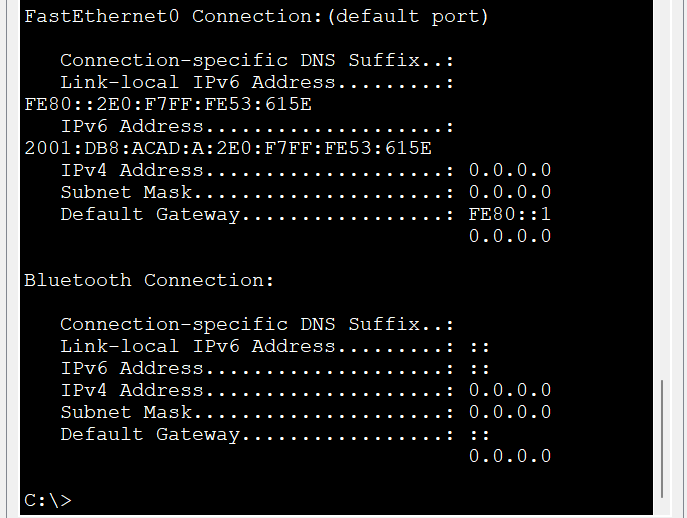 FastEthernet0 Connection:(default port)
Connection-specific DNS Suffix..:
Link-local IPv6 Address.........:
FE80::2E0:F7FF:FE53:615E
IPv6 Address....................:
2001:DB8:ACAD:A:2E0:F7FF:FE53:615E
IPv4 Address....................: 0.0.0.0
Subnet Mask.....................: 0.0.0.0
Default Gateway.................: FE80::1
0.0.0.0
Bluetooth Connection:
Connection-specific DNS Suffix..:
Link-local IPv6 Address.........: ::
IPv6 Address....................: ::
IPv4 Address....................: 0.0.0.0
Subnet Mask.....................: 0.0.0.0
Default Gateway.................: ::
0.0.0.0
C:\>